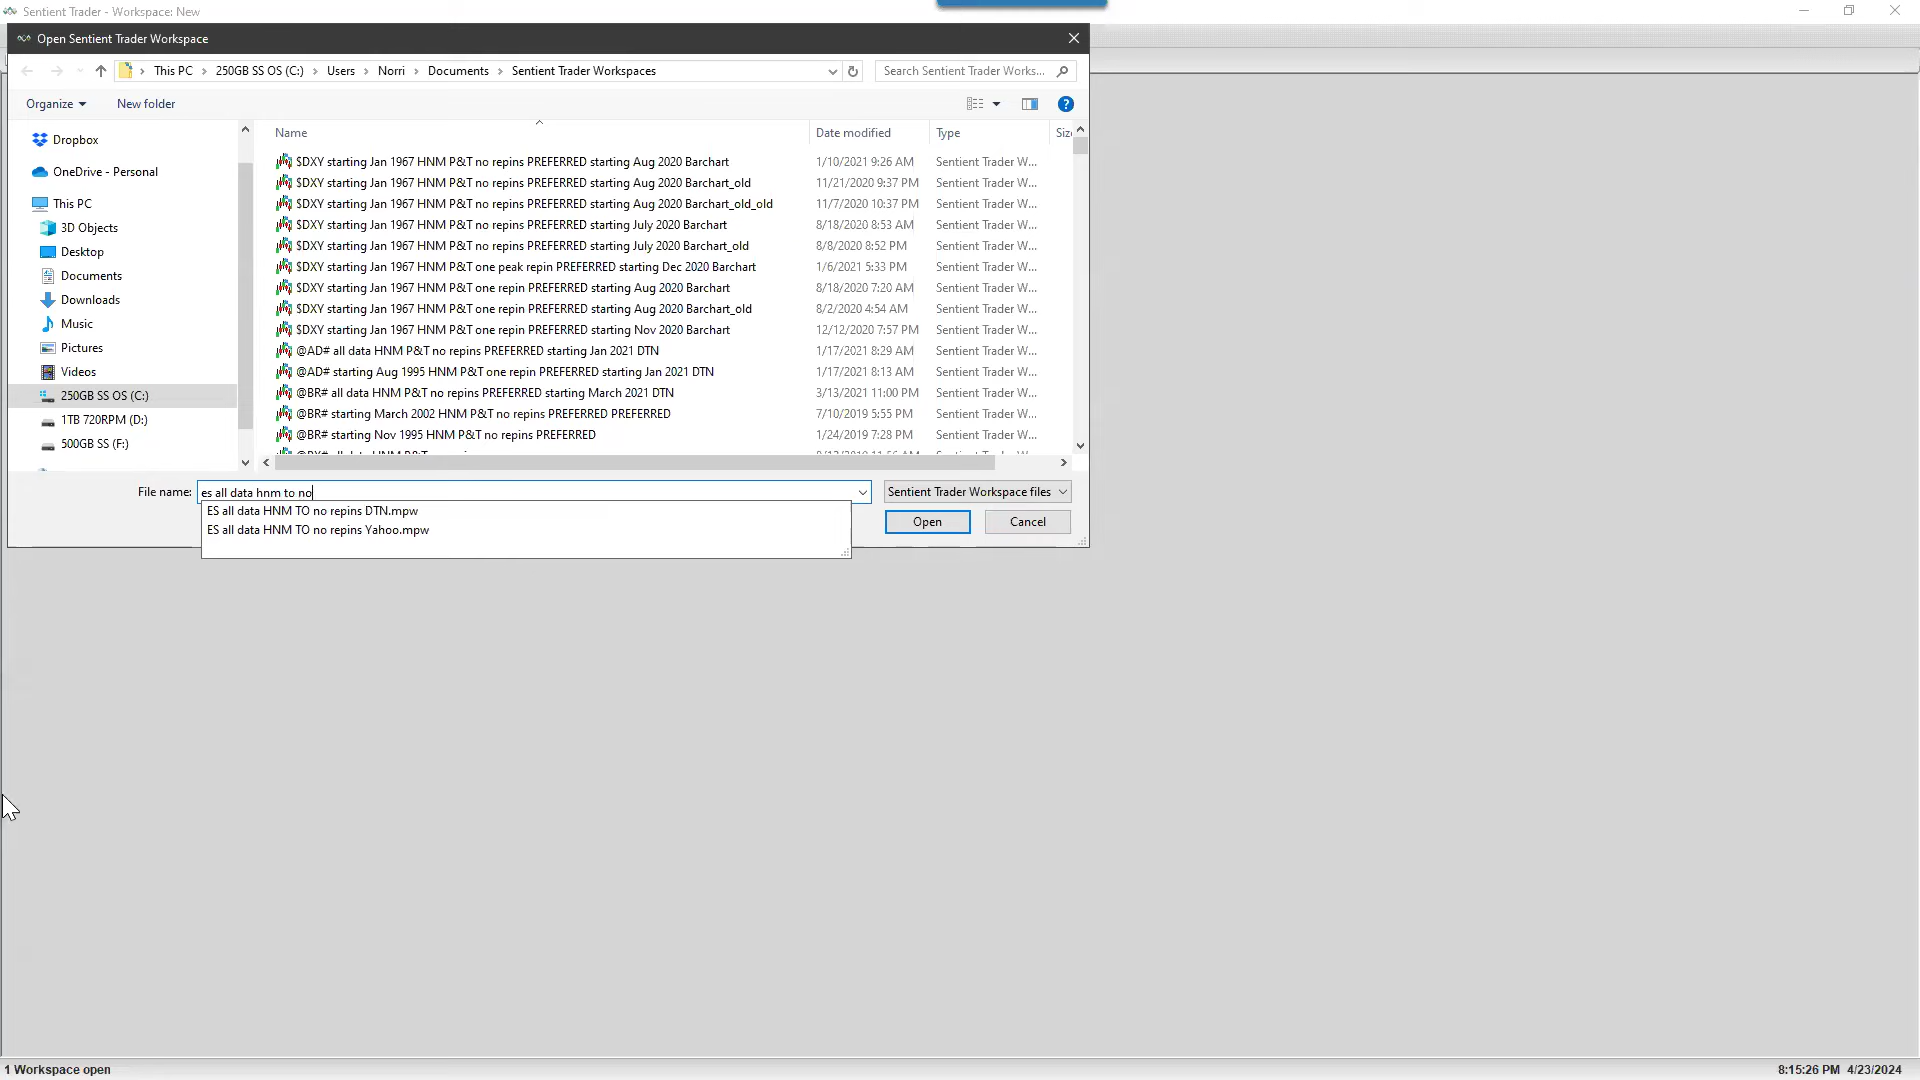 Sentient Trader - Workspace: New
Open Sentient Trader Workspace
This PC > 250GB SS OS (C:) > Users > Norri > Documents > Sentient Trader Workspaces
Search Sentient Trader Works...
Organize
New folder
Name
Date modified
Type
Dropbox
OneDrive - Personal
This PC
3D Objects
Desktop
Documents
Downloads
Music
Pictures
Videos
250GB SS OS (C:)
1TB 720RPM (D:)
500GB SS (F:)
$DXY starting Jan 1967 HNM P&T no repins PREFERRED starting Aug 2020 Barchart 1/10/2021 9:26 AM Sentient Trader W...
$DXY starting Jan 1967 HNM P&T no repins PREFERRED starting Aug 2020 Barchart_old 11/21/2020 9:37 PM Sentient Trader W...
$DXY starting Jan 1967 HNM P&T no repins PREFERRED starting Aug 2020 Barchart_old_old 11/7/2020 10:37 PM Sentient Trader W...
$DXY starting Jan 1967 HNM P&T no repins PREFERRED starting July 2020 Barchart 8/18/2020 8:53 AM Sentient Trader W...
$DXY starting Jan 1967 HNM P&T no repins PREFERRED starting July 2020 Barchart_old 8/8/2020 8:52 PM Sentient Trader W...
$DXY starting Jan 1967 HNM P&T one peak repin PREFERRED starting Dec 2020 Barchart 1/6/2021 5:33 PM Sentient Trader W...
$DXY starting Jan 1967 HNM P&T one repin PREFERRED starting Aug 2020 Barchart 8/18/2020 7:20 AM Sentient Trader W...
$DXY starting Jan 1967 HNM P&T one repin PREFERRED starting Aug 2020 Barchart_old 8/2/2020 4:54 AM Sentient Trader W...
$DXY starting Jan 1967 HNM P&T one repin PREFERRED starting Nov 2020 Barchart 12/12/2020 7:57 PM Sentient Trader W...
@AD# all data HNM P&T no repins PREFERRED starting Jan 2021 DTN 1/17/2021 8:29 AM Sentient Trader W...
@AD# starting Aug 1995 HNM P&T one repin PREFERRED starting Jan 2021 DTN 1/17/2021 8:13 AM Sentient Trader W...
@BR# all data HNM P&T no repins PREFERRED starting March 2021 DTN 3/13/2021 11:00 PM Sentient Trader W...
@BR# starting March 2002 HNM P&T no repins PREFERRED PREFERRED 7/10/2019 5:55 PM Sentient Trader W...
@BR# starting Nov 1995 HNM P&T no repins PREFERRED 1/24/2019 7:28 PM Sentient Trader W...
File name: es all data hnm to no
Sentient Trader Workspace files
ES all data HNM TO no repins DTN.mpw
ES all data HNM TO no repins Yahoo.mpw
Open
Cancel
1 Workspace open
8:15:26 PM 4/23/2024